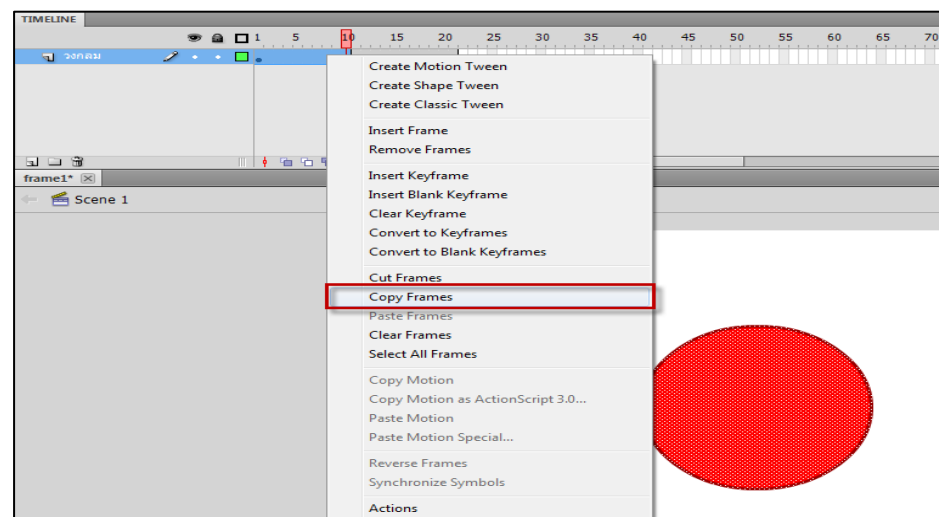 TIMELINE
1 5 10 15 20 25 30 35 40 45 50 55 60 65 70
วงกลม
Create Motion Tween
Create Shape Tween
Create Classic Tween
Insert Frame
Remove Frames
Insert Keyframe
Insert Blank Keyframe
Clear Keyframe
Convert to Keyframes
Convert to Blank Keyframes
Cut Frames
Copy Frames
Paste Frames
Clear Frames
Select All Frames
Copy Motion
Copy Motion as ActionScript 3.0...
Paste Motion
Paste Motion Special...
Reverse Frames
Synchronize Symbols
Actions
frame1*
Scene 1